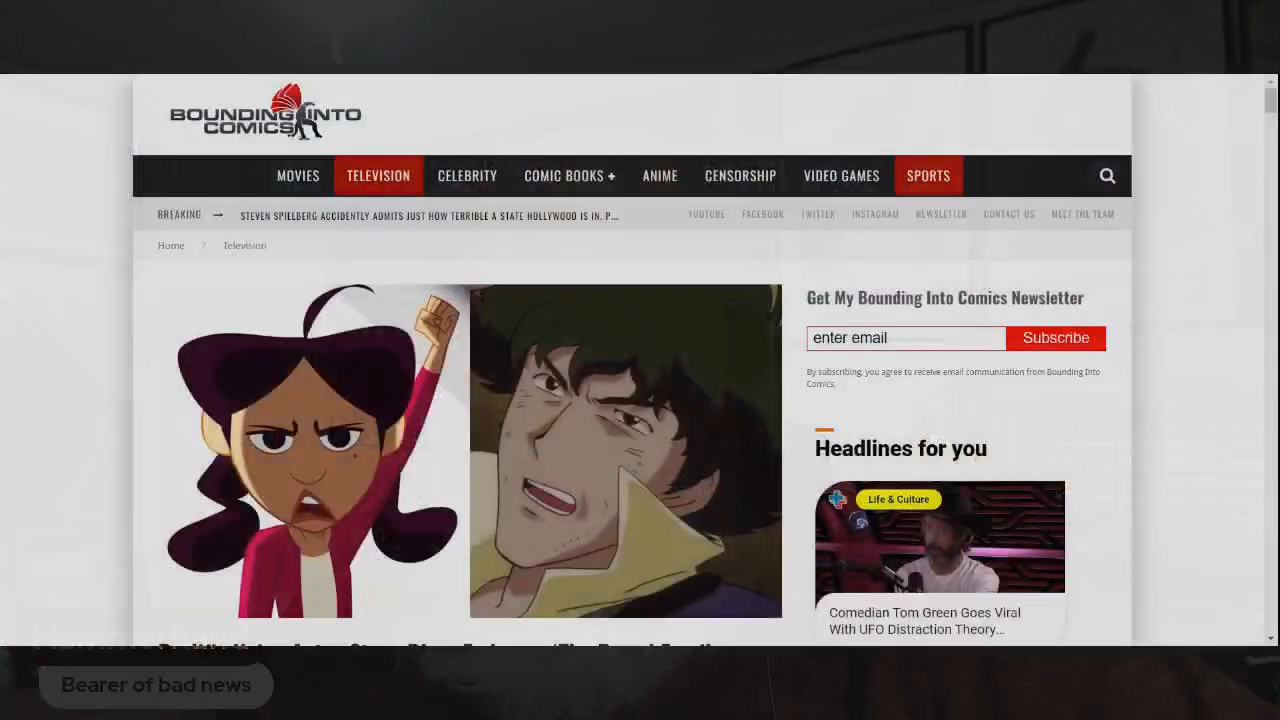 BOUNDING INTO
COMICS
MOVIES TELEVISION CELEBRITY COMIC BOOKS + ANIME CENSORSHIP VIDEO GAMES SPORTS
BREAKING → STEVEN SPIELBERG ACCIDENTLY ADMITS JUST HOW TERRIBLE A STATE HOLLYWOOD IS IN. P... YOUTUBE FACEBOOK TWITTER INSTAGRAM NEWSLETTER CONTACT US MEET THE TEAM
Home > Television
Get My Bounding Into Comics Newsletter
enter email Subscribe
By subscribing, you agree to receive email communication from Bounding Into
Comics.
Headlines for you
Life & Culture
Comedian Tom Green Goes Viral
With UFO Distraction Theory...
Bearer of bad news